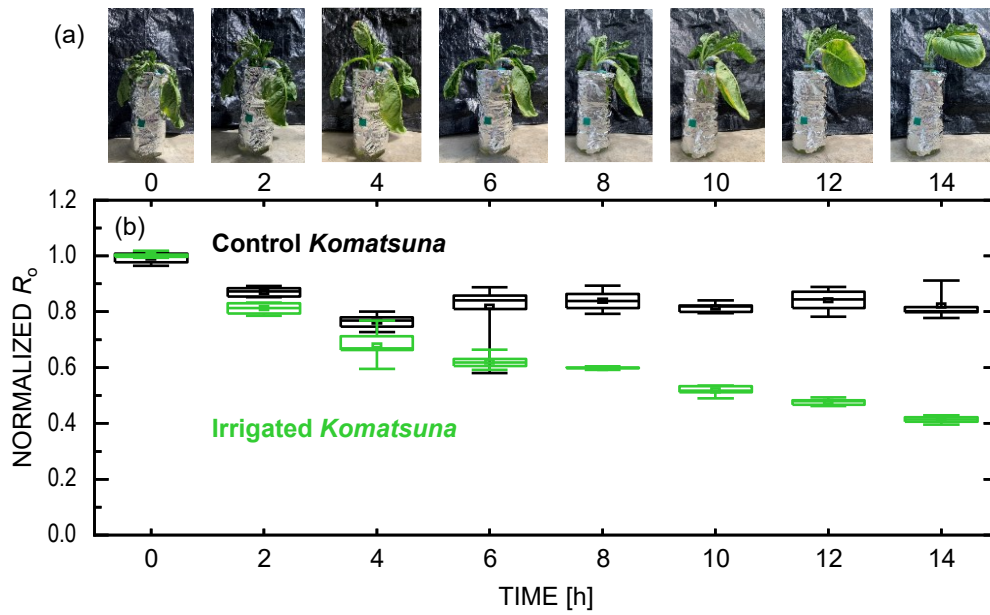 (a)
0 2 4 6 8 10 12 14
(b)
Control Komatsuna
Irrigated Komatsuna
NORMALIZED Ro
1.2
1.0
0.8
0.6
0.4
0.2
0.0
0 2 4 6 8 10 12 14
TIME [h]